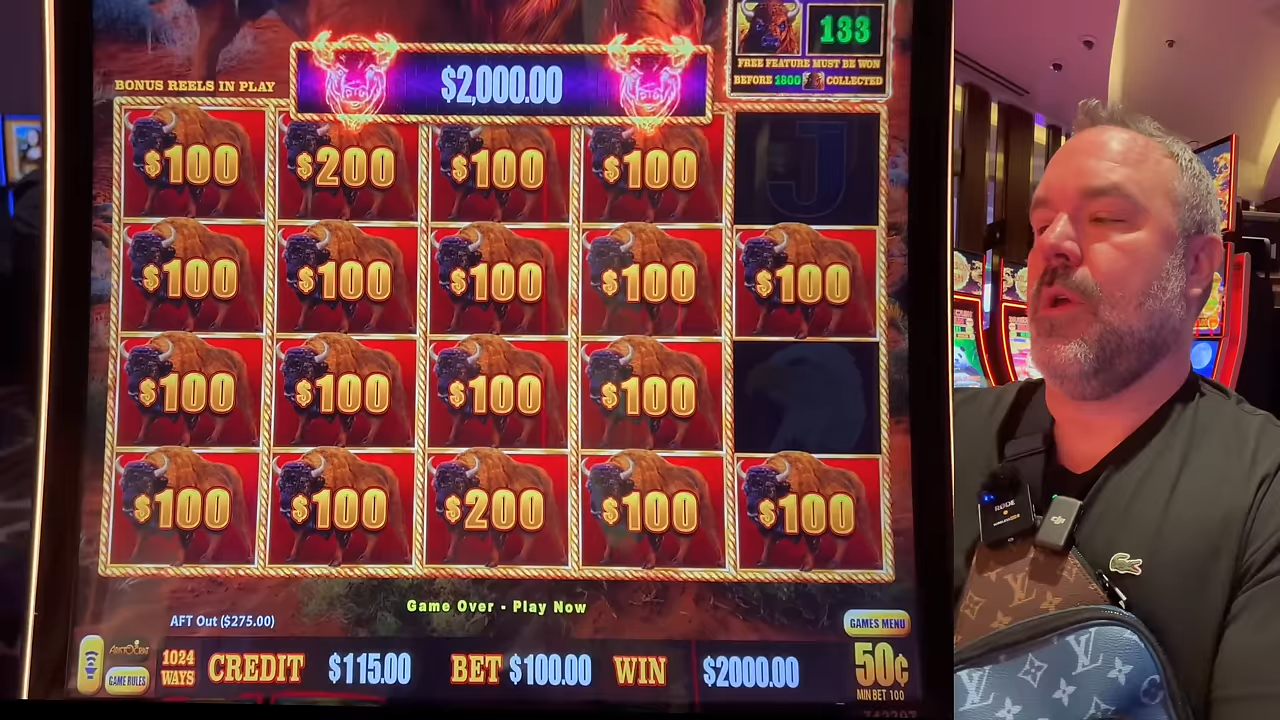 133
FREE FEATURE MUST BE WON
BEFORE 1800 COLLECTED
BONUS REELS IN PLAY
$2,000.00
$100 $200 $100 $100 J
$100 $100 $100 $100 $100
$100 $100 $100 $100
$100 $100 $200 $100 $100
Game Over - Play Now
AFT Out ($275.00)
GAMES MENU
ARISTOCRAT
GAME RULES
1024
WAYS
CREDIT $115.00 BET $100.00 WIN $2000.00
50¢
MIN BET 100
RØDE
dji